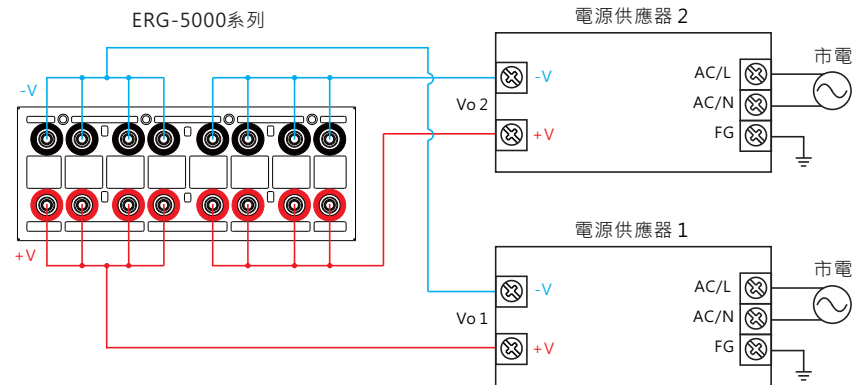 ERG-5000系列
-V
+V
電源供應器 2
Vo 2
-V
+V
AC/L
AC/N
FG
市電
電源供應器 1
Vo 1
-V
+V
AC/L
AC/N
FG
市電